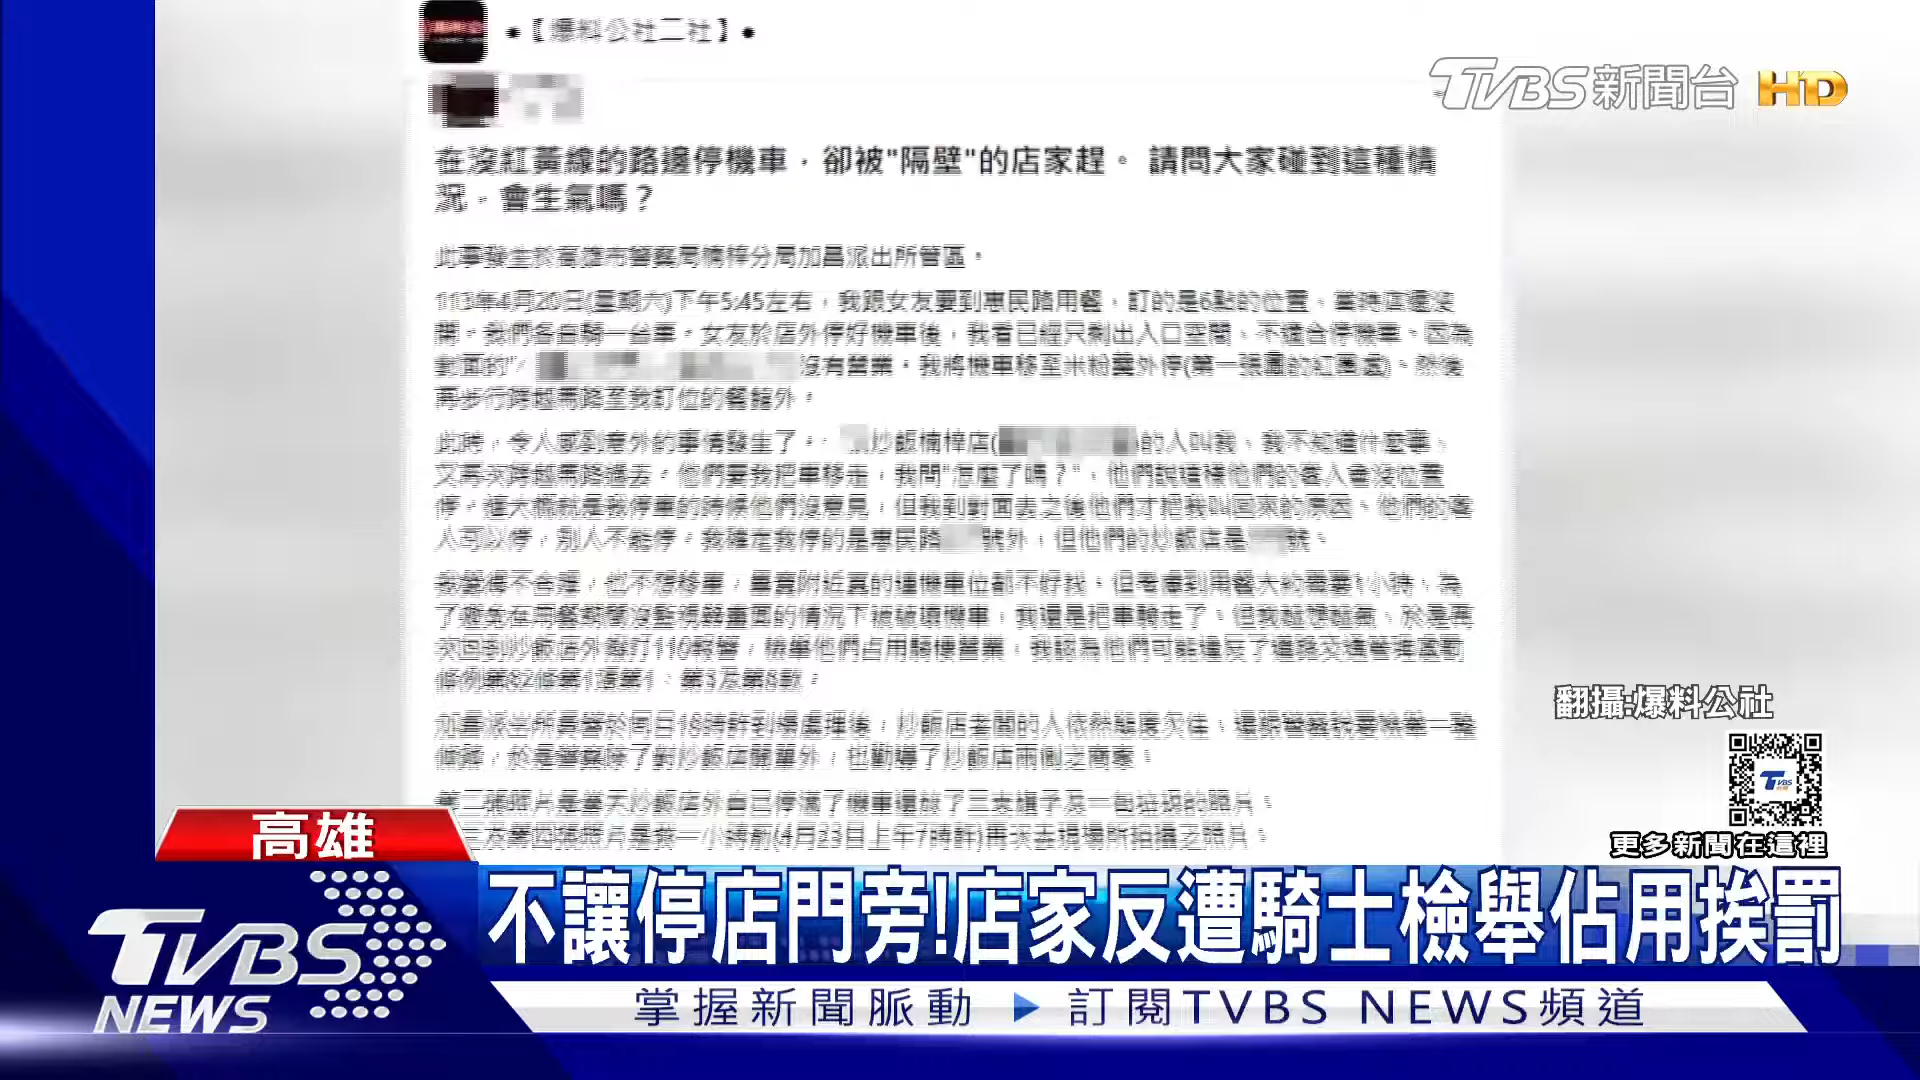 •【爆料公社二社】•
TVBS新聞台 HD
在沒紅黃線的路邊停機車，卻被"隔壁"的店家趕。 請問大家碰到這種情
況，會生氣嗎？
此事發生於高雄市警察局楠梓分局加昌派出所管區。
113年4月20日(星期六)下午5:45左右，我跟女友要到惠民路用餐、訂的是6點的位置、當時店還沒
開，我們各自騎一台車，女友於店外停好機車後，我看已經只剩出入口空間、不適合停機車、因為
對面的"
沒有營業，我將機車移至米粉羹外停(第一張圖的紅圈處)、然後
再步行跨越馬路至我訂位的餐館外。
此時，令人感到意外的事情發生了，
炒飯楠梓店(
的人叫我、我不知道什麼事、
又再次跨越馬路過去，他們要我把車移走，我問"怎麼了嗎？"，他們說這樣他們的客人會沒位置
停，這大概就是我停車的時候他們沒意見，但我到對面去之後他們才把我叫回來的原因、他們的客
人可以停，別人不能停，我確定我停的是惠民路
號外，但他們的炒飯店是
號、
我覺得不合理，也不想移車，畢竟附近真的連機車位都不好找、但考慮到用餐大約需要1小時，為
了避免在用餐期間沒監視器畫面的情況下被破壞機車，我還是把車騎走了、但我越想越氣、於是再
次回到炒飯店外撥打110報警，檢舉他們占用騎樓營業，我認為他們可能違反了道路交通管理處罰
條例第82條第1項第1、第3及第8款，
加昌派出所員警於同日18時許到場處理後，炒飯店老闆的人依然態度欠佳、還跟警察說要檢舉一整
條路，於是警察除了對炒飯店開單外，也勸導了炒飯店兩側之商家。
第二張照片是當天炒飯店外自己停滿了機車還放了三支旗子及一包垃圾的照片、
三及第四張照片是我一小時前(4月23日上午7時許)再次去現場所拍攝之照片、
翻攝:爆料公社
TVBS
更多新聞在這裡
高雄
不讓停店門旁!店家反遭騎士檢舉佔用挨罰
TVBS
NEWS
掌握新聞脈動 ▶ 訂閱TVBS NEWS頻道